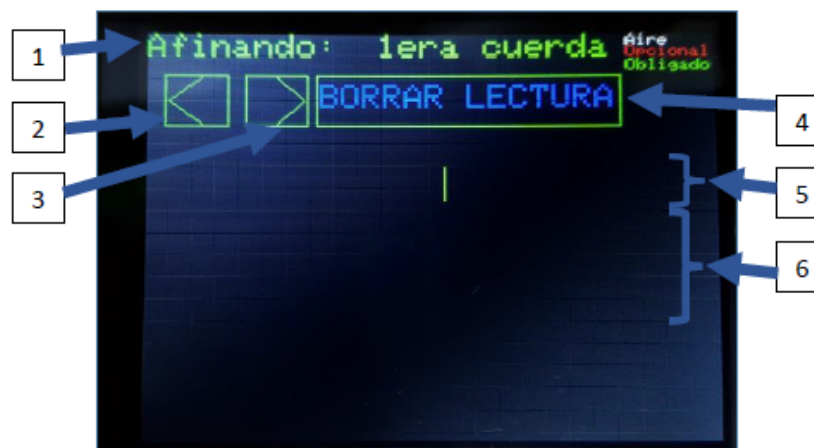 Afinando: 1era cuerda
Aire
Opcional
Obligado
BORRAR LECTURA
1
2
3
4
5
6